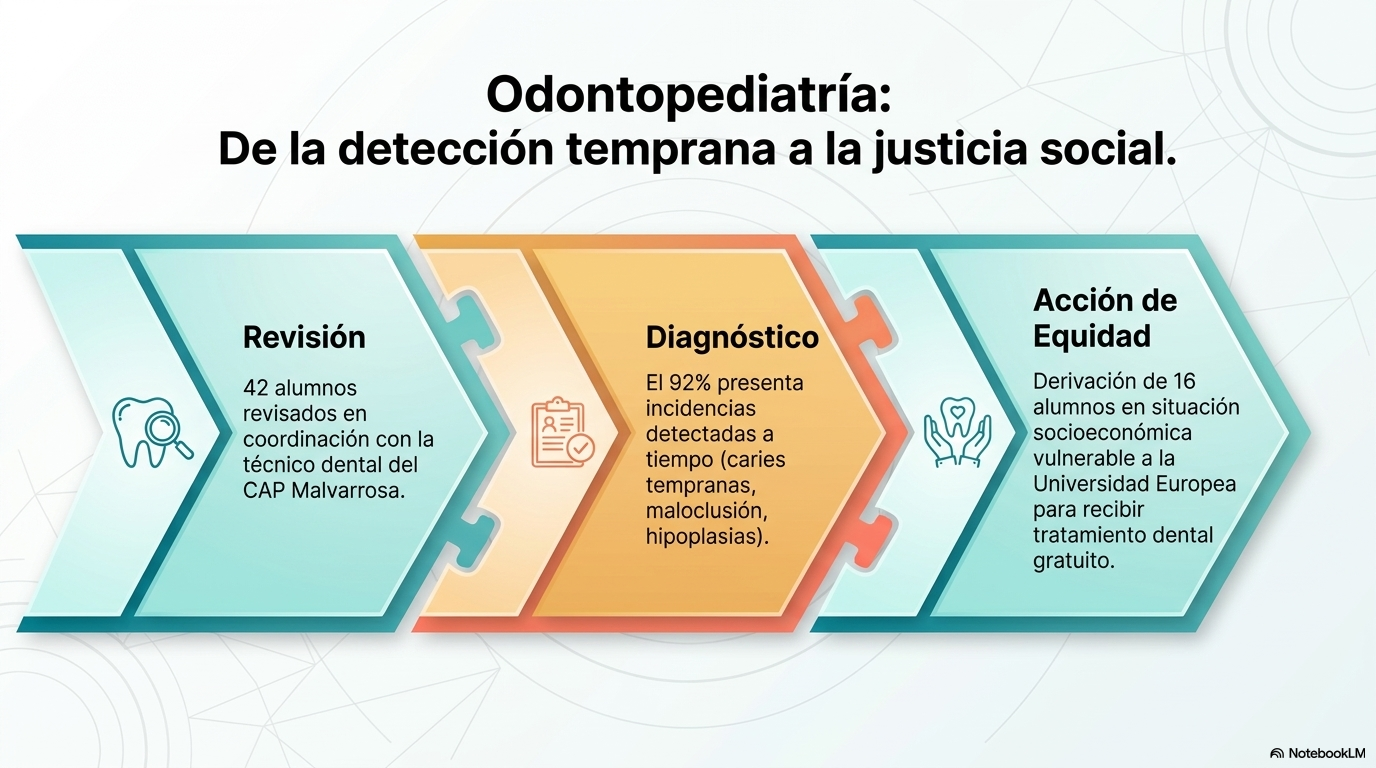 Odontopediatría:
De la detección temprana a la justicia social.
Revisión
42 alumnos
revisados en
coordinación con la
técnico dental del
CAP Malvarrosa.
Diagnóstico
El 92% presenta
incidencias
detectadas a
tiempo (caries
tempranas,
maloclusión,
hipoplasias).
Acción de
Equidad
Derivación de 16
alumnos en situación
socioeconómica
vulnerable a la
Universidad Europea
para recibir
tratamiento dental
gratuito.
NotebookLM